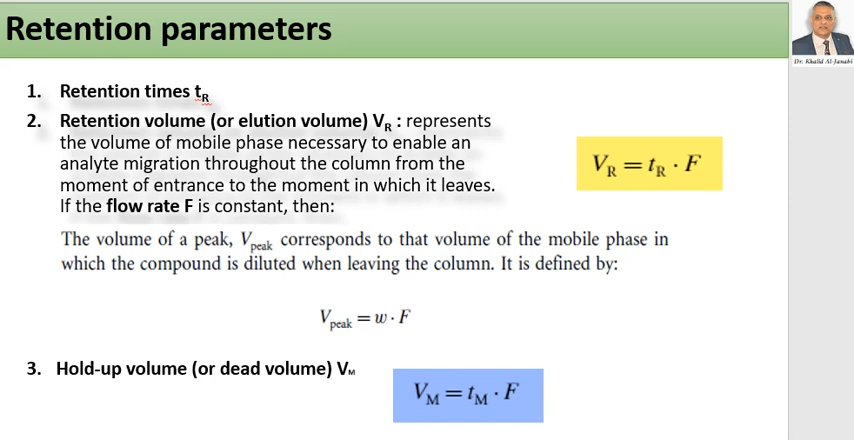 Retention parameters
Dr. Khalid Al-Janabi
1. Retention times tR
2. Retention volume (or elution volume) VR : represents
the volume of mobile phase necessary to enable an
analyte migration throughout the column from the
moment of entrance to the moment in which it leaves.
If the flow rate F is constant, then:
VR = tR · F
The volume of a peak, Vpeak corresponds to that volume of the mobile phase in
which the compound is diluted when leaving the column. It is defined by:
Vpeak = w · F
3. Hold-up volume (or dead volume) VM
VM = tM · F